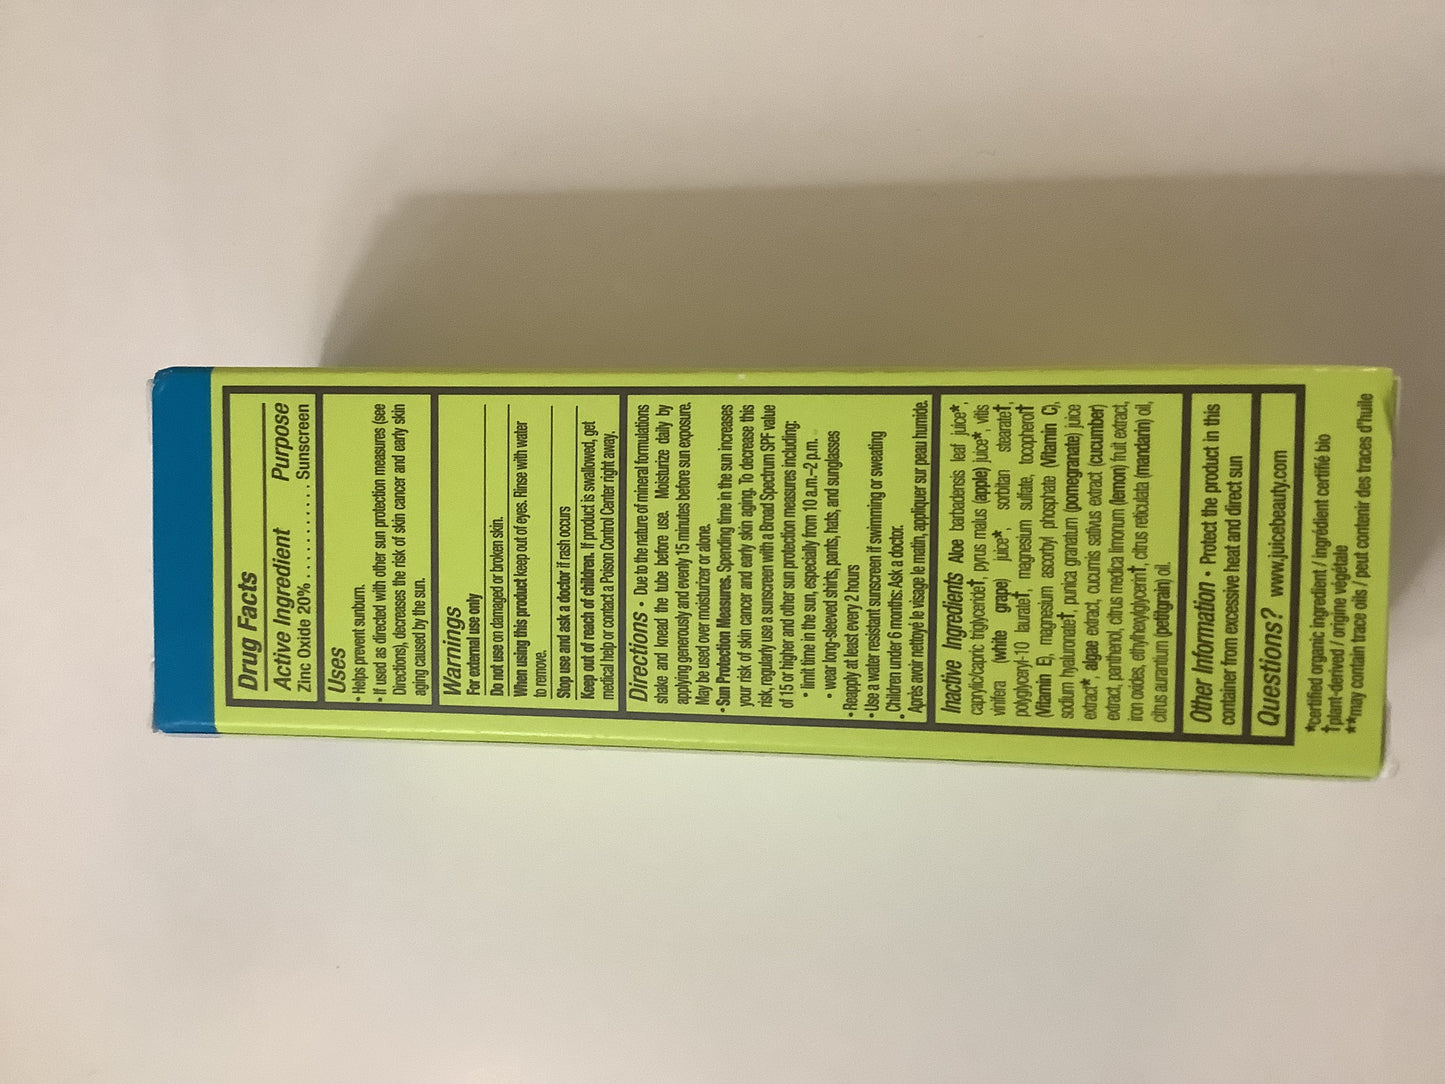 Drug Facts
Active Ingredient Purpose
Zinc Oxide 20%........... Sunscreen
Uses
• Helps prevent sunburn.
• If used as directed with other sun protection measures (see
Directions), decreases the risk of skin cancer and early skin
aging caused by the sun.
Warnings
For external use only
Do not use on damaged or broken skin.
When using this product keep out of eyes. Rinse with water
to remove.
Stop use and ask a doctor if rash occurs
Keep out of reach of children. If product is swallowed, get
medical help or contact a Poison Control Center right away.
Directions • Due to the nature of mineral formulations
shake and knead the tube before use. Moisturize daily by
applying generously and evenly 15 minutes before sun exposure.
May be used over moisturizer or alone.
• Sun Protection Measures. Spending time in the sun increases
your risk of skin cancer and early skin aging. To decrease this
risk, regularly use a sunscreen with a Broad Spectrum SPF value
of 15 or higher and other sun protection measures including:
• limit time in the sun, especially from 10 a.m.–2 p.m.
• wear long-sleeved shirts, pants, hats, and sunglasses
• Reapply at least every 2 hours
• Use a water resistant sunscreen if swimming or sweating
• Children under 6 months: Ask a doctor.
• Après avoir nettoyé le visage le matin, appliquer sur peau humide.
Inactive Ingredients Aloe barbadensis leaf juice*,
caprylic/capric triglyceride†, pyrus malus (apple) juice*, vitis
vinifera (white grape) juice*, sorbitan stearate†,
polyglyceryl-10 laurate†, magnesium sulfate, tocopherol†
(Vitamin E), magnesium ascorbyl phosphate (Vitamin C),
sodium hyaluronate†, punica granatum (pomegranate) juice
extract*, algae extract, cucumis sativus extract (cucumber)
extract, panthenol, citrus medica limonum (lemon) fruit extract,
iron oxides, ethylhexylglycerin†, citrus reticulata (mandarin) oil,
citrus aurantium (petitgrain) oil.
Other Information • Protect the product in this
container from excessive heat and direct sun
Questions? www.juicebeauty.com
*certified organic ingredient / ingrédient certifié bio
†plant-derived / origine végétale
**may contain trace oils / peut contenir des traces d'huile